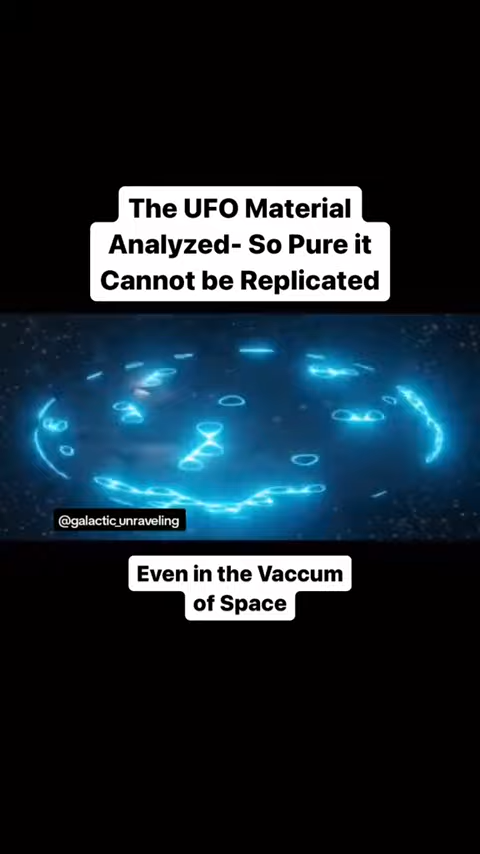 The UFO Material
Analyzed- So Pure it
Cannot be Replicated
@galactic_unraveling
Even in the Vaccum
of Space